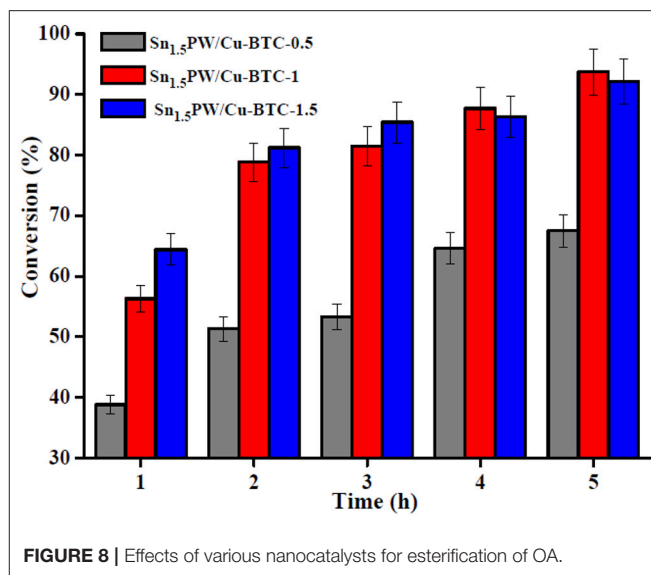 100
90
80
70
60
50
40
30
Conversion (%)
Sn1.5PW/Cu-BTC-0.5
Sn1.5PW/Cu-BTC-1
Sn1.5PW/Cu-BTC-1.5
1 2 3 4 5
Time (h)
FIGURE 8 | Effects of various nanocatalysts for esterification of OA.